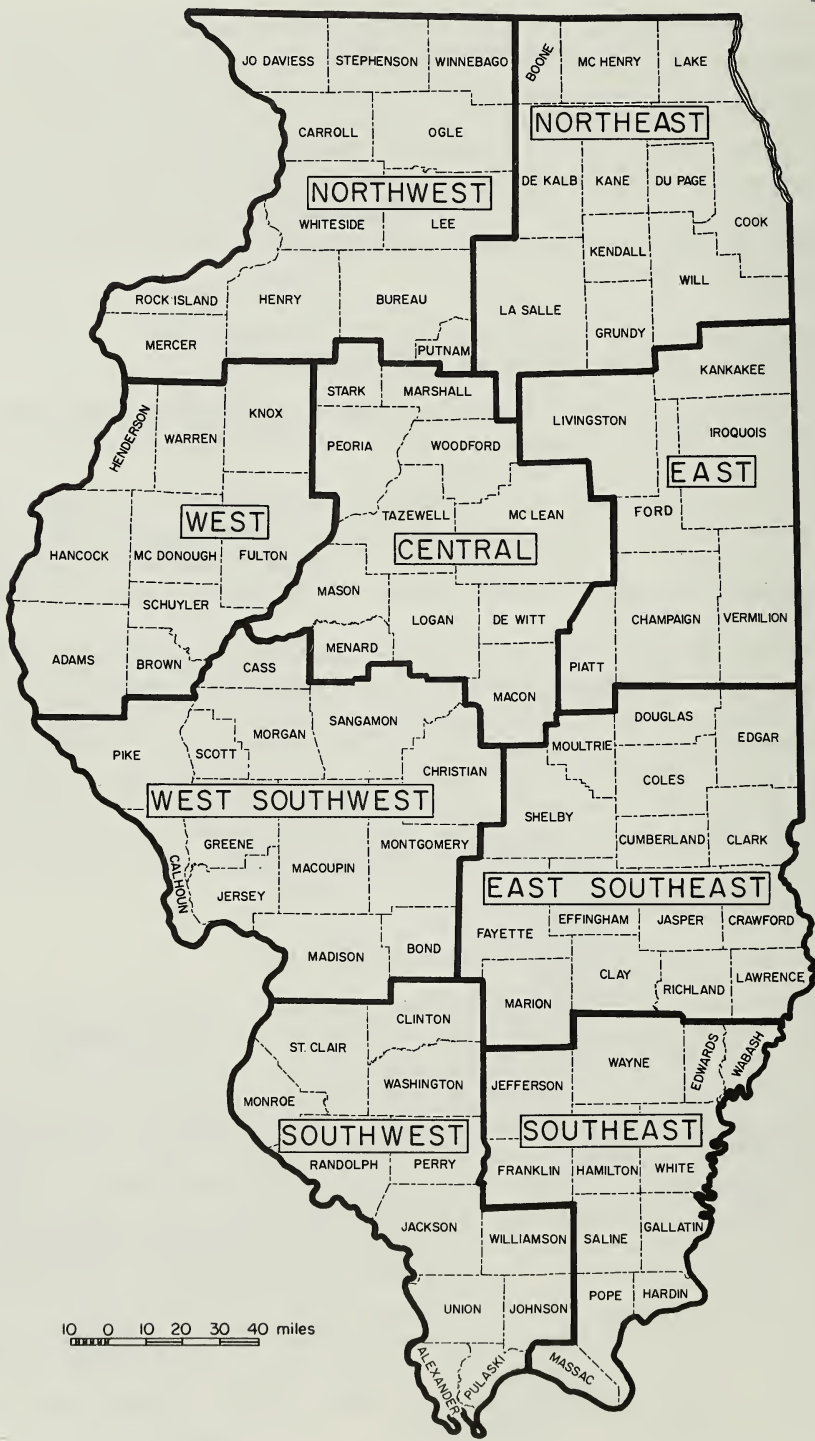 JO DAVIESS STEPHENSON WINNEBAGO BOONE MC HENRY LAKE
CARROLL OGLE NORTHEAST
NORTHWEST DE KALB KANE DU PAGE
WHITESIDE LEE COOK
KENDALL
WILL
ROCK ISLAND HENRY BUREAU LA SALLE
GRUNDY
MERCER PUTNAM
KANKAKEE
STARK MARSHALL
HENDERSON WARREN KNOX LIVINGSTON
PEORIA WOODFORD IROQUOIS
EAST
WEST TAZEWELL MC LEAN FORD
HANCOCK MC DONOUGH FULTON CENTRAL
MASON
SCHUYLER LOGAN DE WITT CHAMPAIGN VERMILION
ADAMS BROWN CASS MENARD PIATT
MACON
SANGAMON DOUGLAS
PIKE SCOTT MORGAN MOULTRIE EDGAR
CHRISTIAN COLES
WEST SOUTHWEST SHELBY
GREENE MONTGOMERY CUMBERLAND CLARK
CALHOUN MACOUPIN
JERSEY EAST SOUTHEAST
FAYETTE EFFINGHAM JASPER CRAWFORD
MADISON BOND
CLAY RICHLAND LAWRENCE
MARION
CLINTON
ST. CLAIR WAYNE EDWARDS WABASH
WASHINGTON JEFFERSON
MONROE
SOUTHWEST SOUTHEAST
RANDOLPH PERRY FRANKLIN HAMILTON WHITE
JACKSON WILLIAMSON SALINE GALLATIN
POPE HARDIN
UNION JOHNSON
10 0 10 20 30 40 miles
ALEXANDER PULASKI MASSAC